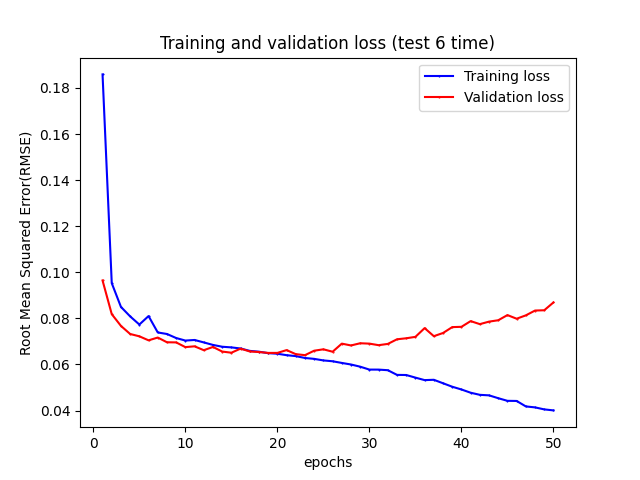 Training and validation loss (test 6 time)
Training loss
Validation loss
Root Mean Squared Error(RMSE)
0.18
0.16
0.14
0.12
0.10
0.08
0.06
0.04
0 10 20 30 40 50
epochs